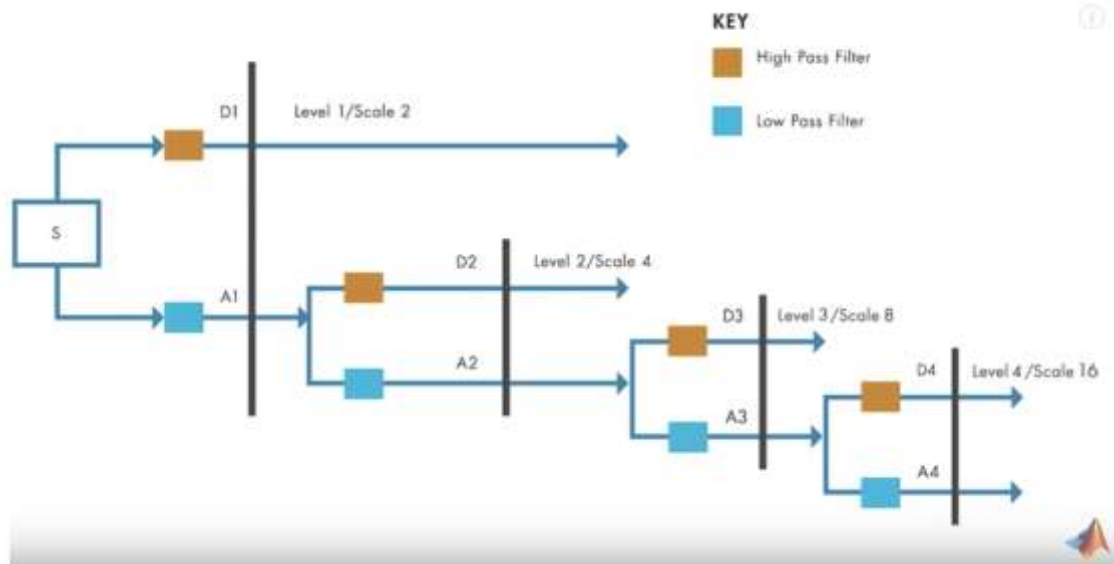 KEY
High Pass Filter
Low Pass Filter
D1
Level 1/Scale 2
S
A1
D2
Level 2/Scale 4
A2
D3
Level 3/Scale 8
A3
D4
Level 4/Scale 16
A4